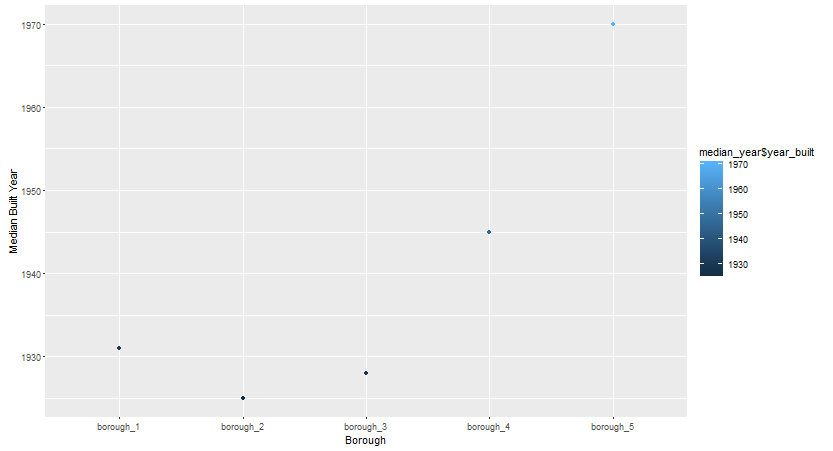 1970
1960
1950
1940
1930
Median Built Year
borough_1 borough_2 borough_3 borough_4 borough_5
Borough
median_year$year_built
1970
1960
1950
1940
1930